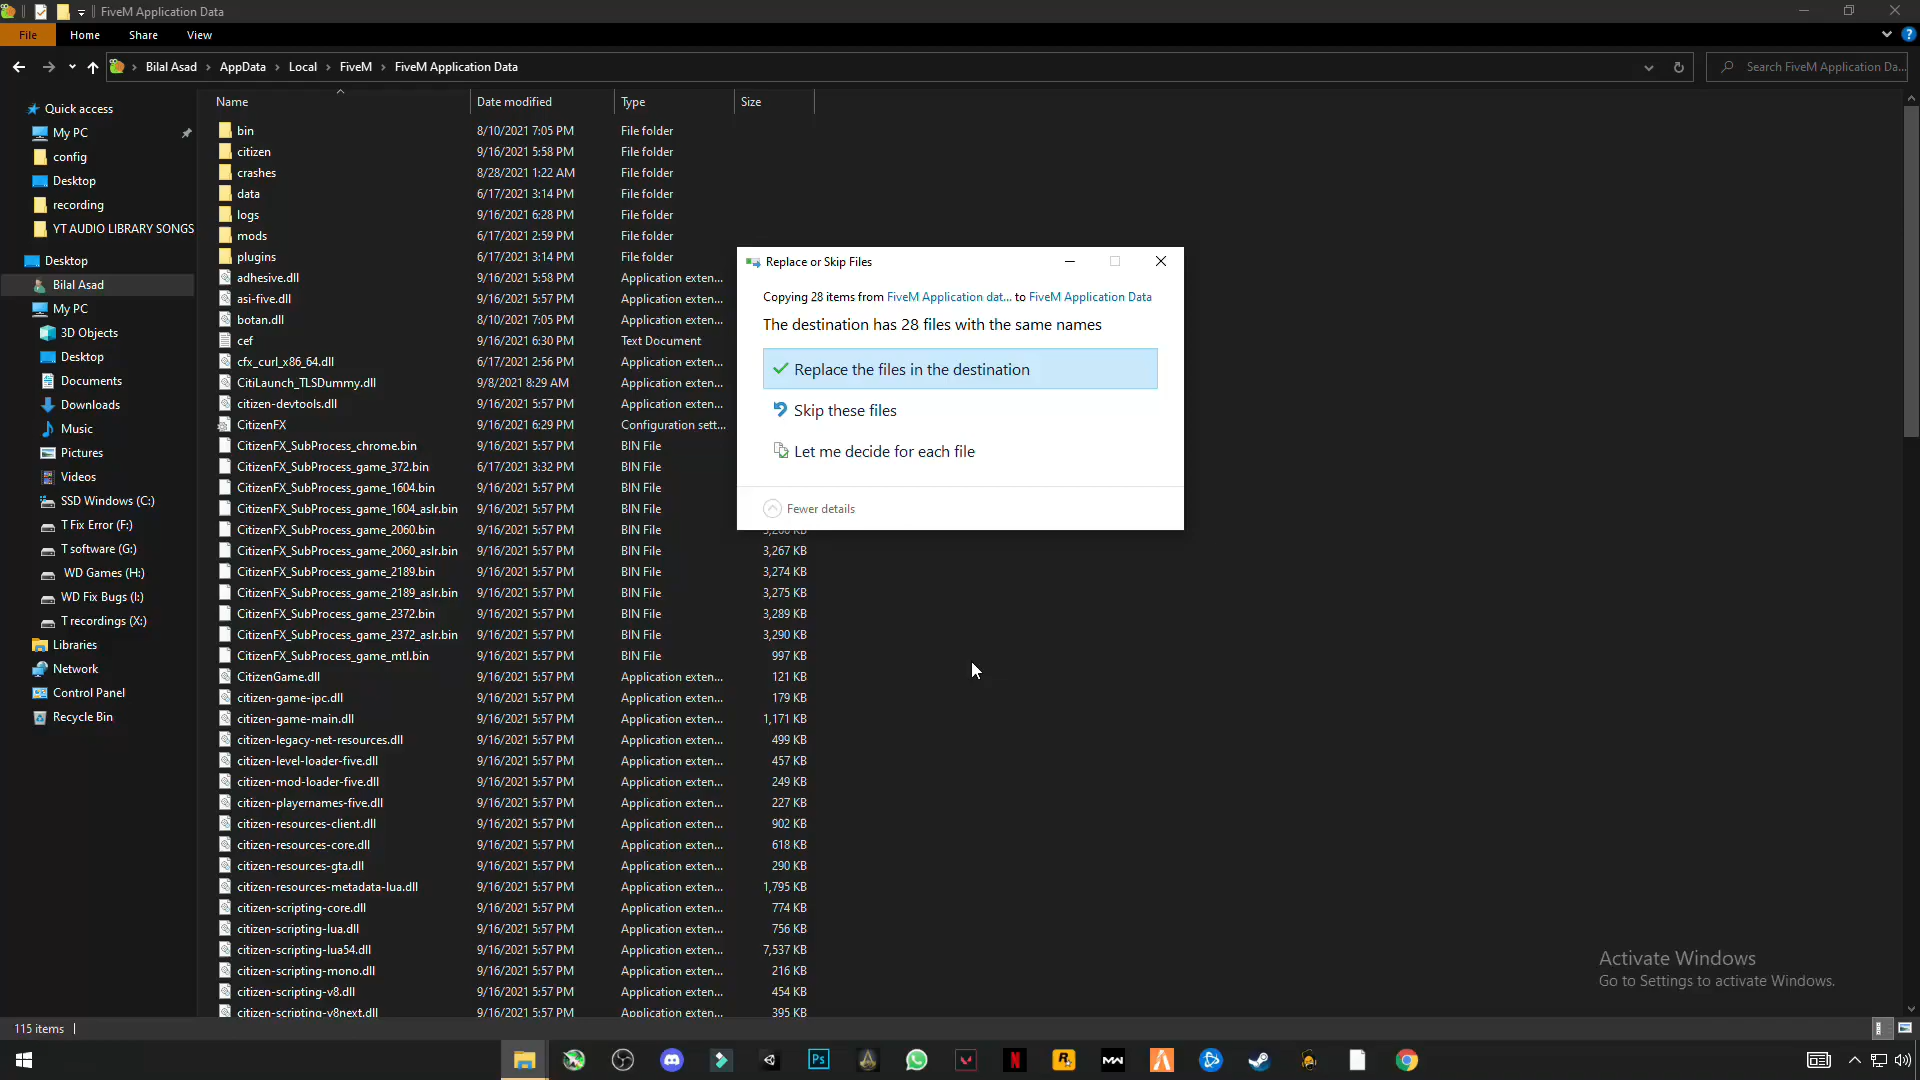 FiveM Application Data
File Home Share View
Bilal Asad > AppData > Local > FiveM > FiveM Application Data
Search FiveM Application Da...
Quick access
My PC
config
Desktop
recording
YT AUDIO LIBRARY SONGS
Desktop
Bilal Asad
My PC
3D Objects
Desktop
Documents
Downloads
Music
Pictures
Videos
SSD Windows (C:)
T Fix Error (F:)
T software (G:)
WD Games (H:)
WD Fix Bugs (I:)
T recordings (X:)
Libraries
Network
Control Panel
Recycle Bin
Name Date modified Type Size
bin 8/10/2021 7:05 PM File folder
citizen 9/16/2021 5:58 PM File folder
crashes 8/28/2021 1:22 AM File folder
data 6/17/2021 3:14 PM File folder
logs 9/16/2021 6:28 PM File folder
mods 6/17/2021 2:59 PM File folder
plugins 6/17/2021 3:14 PM File folder
adhesive.dll 9/16/2021 5:58 PM Application exten...
asi-five.dll 9/16/2021 5:57 PM Application exten...
botan.dll 8/10/2021 7:05 PM Application exten...
cef 9/16/2021 6:30 PM Text Document
cfx_curl_x86_64.dll 6/17/2021 2:56 PM Application exten...
CitiLaunch_TLSDummy.dll 9/8/2021 8:29 AM Application exten...
citizen-devtools.dll 9/16/2021 5:57 PM Application exten...
CitizenFX 9/16/2021 6:29 PM Configuration sett...
CitizenFX_SubProcess_chrome.bin 9/16/2021 5:57 PM BIN File
CitizenFX_SubProcess_game_372.bin 6/17/2021 3:32 PM BIN File
CitizenFX_SubProcess_game_1604.bin 9/16/2021 5:57 PM BIN File
CitizenFX_SubProcess_game_1604_aslr.bin 9/16/2021 5:57 PM BIN File
CitizenFX_SubProcess_game_2060.bin 9/16/2021 5:57 PM BIN File
CitizenFX_SubProcess_game_2060_aslr.bin 9/16/2021 5:57 PM BIN File 3,267 KB
CitizenFX_SubProcess_game_2189.bin 9/16/2021 5:57 PM BIN File 3,274 KB
CitizenFX_SubProcess_game_2189_aslr.bin 9/16/2021 5:57 PM BIN File 3,275 KB
CitizenFX_SubProcess_game_2372.bin 9/16/2021 5:57 PM BIN File 3,289 KB
CitizenFX_SubProcess_game_2372_aslr.bin 9/16/2021 5:57 PM BIN File 3,290 KB
CitizenFX_SubProcess_game_mtl.bin 9/16/2021 5:57 PM BIN File 997 KB
CitizenGame.dll 9/16/2021 5:57 PM Application exten... 121 KB
citizen-game-ipc.dll 9/16/2021 5:57 PM Application exten... 179 KB
citizen-game-main.dll 9/16/2021 5:57 PM Application exten... 1,171 KB
citizen-legacy-net-resources.dll 9/16/2021 5:57 PM Application exten... 499 KB
citizen-level-loader-five.dll 9/16/2021 5:57 PM Application exten... 457 KB
citizen-mod-loader-five.dll 9/16/2021 5:57 PM Application exten... 249 KB
citizen-playernames-five.dll 9/16/2021 5:57 PM Application exten... 227 KB
citizen-resources-client.dll 9/16/2021 5:57 PM Application exten... 902 KB
citizen-resources-core.dll 9/16/2021 5:57 PM Application exten... 618 KB
citizen-resources-gta.dll 9/16/2021 5:57 PM Application exten... 290 KB
citizen-resources-metadata-lua.dll 9/16/2021 5:57 PM Application exten... 1,795 KB
citizen-scripting-core.dll 9/16/2021 5:57 PM Application exten... 774 KB
citizen-scripting-lua.dll 9/16/2021 5:57 PM Application exten... 756 KB
citizen-scripting-lua54.dll 9/16/2021 5:57 PM Application exten... 7,537 KB
citizen-scripting-mono.dll 9/16/2021 5:57 PM Application exten... 216 KB
citizen-scripting-v8.dll 9/16/2021 5:57 PM Application exten... 454 KB
citizen-scripting-v8next.dll 9/16/2021 5:57 PM Application exten... 395 KB
Replace or Skip Files
Copying 28 items from FiveM Application dat... to FiveM Application Data
The destination has 28 files with the same names
Replace the files in the destination
Skip these files
Let me decide for each file
Fewer details
Activate Windows
Go to Settings to activate Windows.
115 items
Ps
N
R
MW